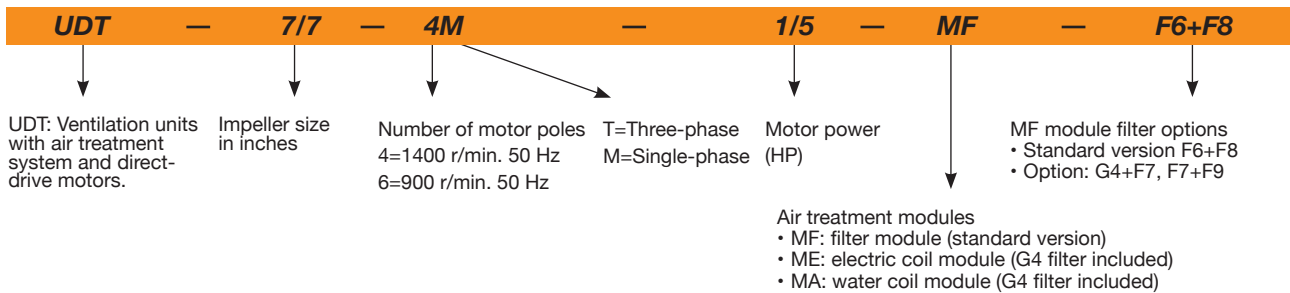 UDT — 7/7 — 4M — 1/5 — MF — F6+F8
UDT: Ventilation units
with air treatment
system and direct-
drive motors.
Impeller size
in inches
Number of motor poles
4=1400 r/min. 50 Hz
6=900 r/min. 50 Hz
T=Three-phase
M=Single-phase
Motor power
(HP)
MF module filter options
• Standard version F6+F8
• Option: G4+F7, F7+F9
Air treatment modules
• MF: filter module (standard version)
• ME: electric coil module (G4 filter included)
• MA: water coil module (G4 filter included)